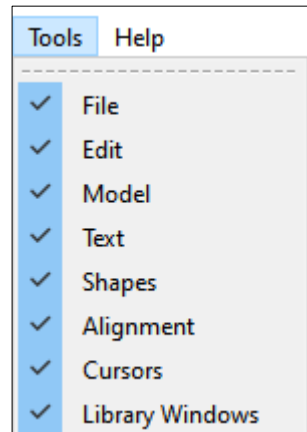 Tools Help
File
Edit
Model
Text
Shapes
Alignment
Cursors
Library Windows